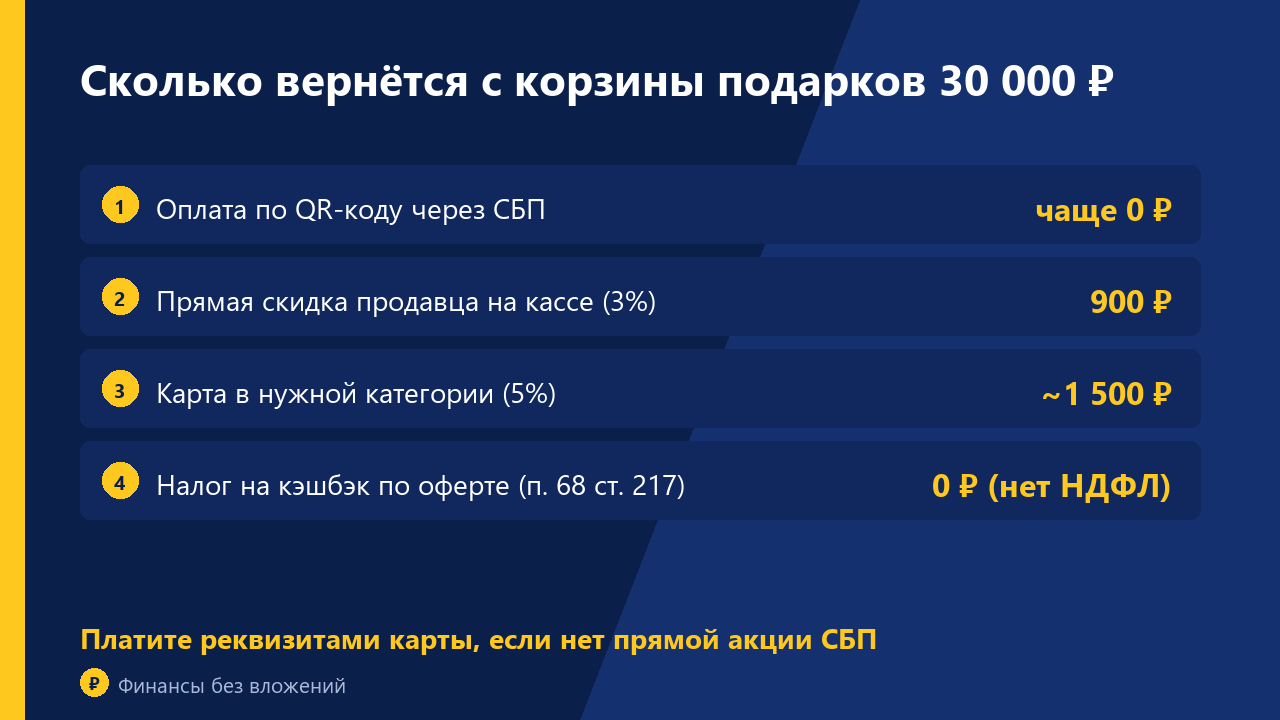 Сколько вернётся с корзины подарков 30 000 ₽
1 Оплата по QR-коду через СБП чаще 0 ₽
2 Прямая скидка продавца на кассе (3%) 900 ₽
3 Карта в нужной категории (5%) ~1 500 ₽
4 Налог на кэшбэк по оферте (п. 68 ст. 217) 0 ₽ (нет НДФЛ)
Платите реквизитами карты, если нет прямой акции СБП
₽ Финансы без вложений